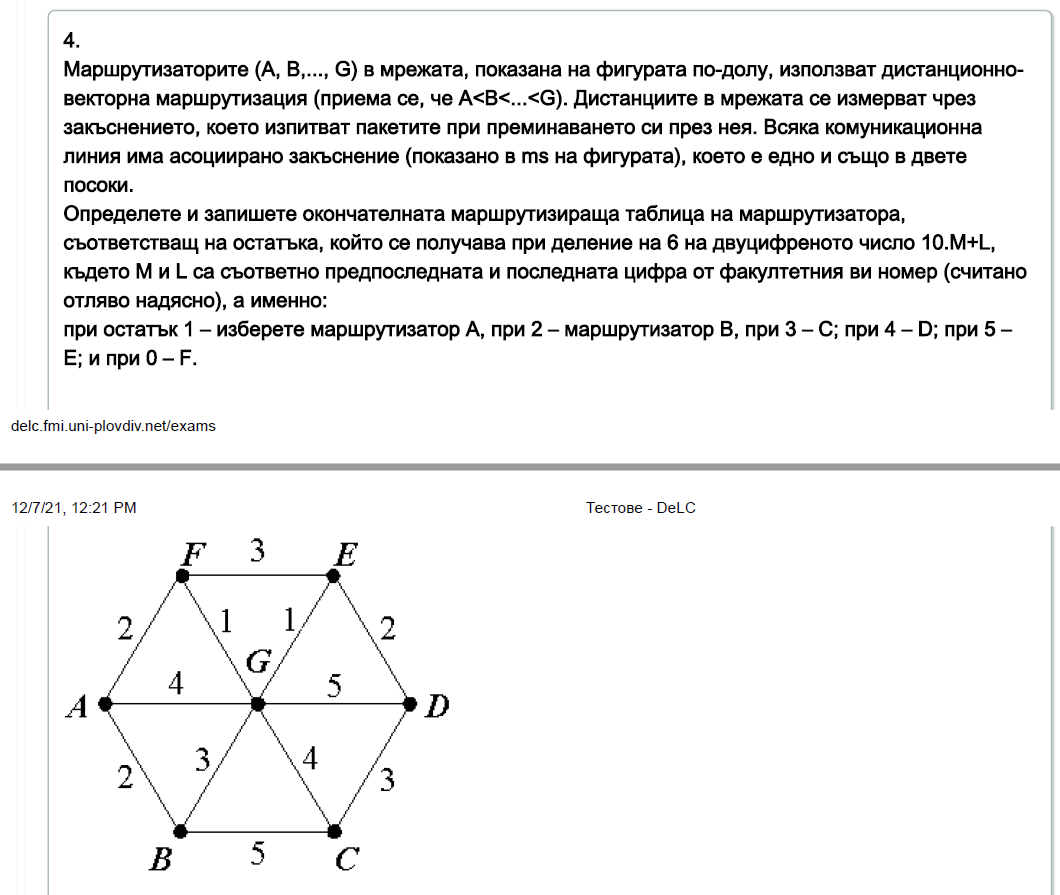 4.
Маршрутизаторите (A, B,..., G) в мрежата, показана на фигурата по-долу, използват дистанционно-
векторна маршрутизация (приема се, че A<B<...<G). Дистанциите в мрежата се измерват чрез
закъснението, което изпитват пакетите при преминаването си през нея. Всяка комуникационна
линия има асоциирано закъснение (показано в ms на фигурата), което е едно и също в двете
посоки.
Определете и запишете окончателната маршрутизираща таблица на маршрутизатора,
съответстващ на остатъка, който се получава при деление на 6 на двуцифреното число 10.M+L,
където M и L са съответно предпоследната и последната цифра от факултетния ви номер (считано
отляво надясно), а именно:
при остатък 1 – изберете маршрутизатор A, при 2 – маршрутизатор B, при 3 – C; при 4 – D; при 5 –
E; и при 0 – F.
delc.fmi.uni-plovdiv.net/exams
12/7/21, 12:21 PM Тестове - DeLC
F 3 E
2 1 1 2
G
4 5
A D
3 4
2 3
B 5 C